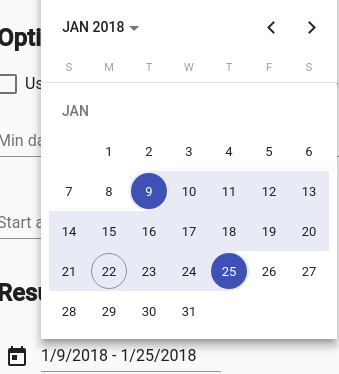 JAN 2018
Opti
S M T W T F S
Us
JAN
1 2 3 4 5 6
Min da
7 8 9 10 11 12 13
Start a
14 15 16 17 18 19 20
21 22 23 24 25 26 27
Resu
28 29 30 31
1/9/2018 - 1/25/2018